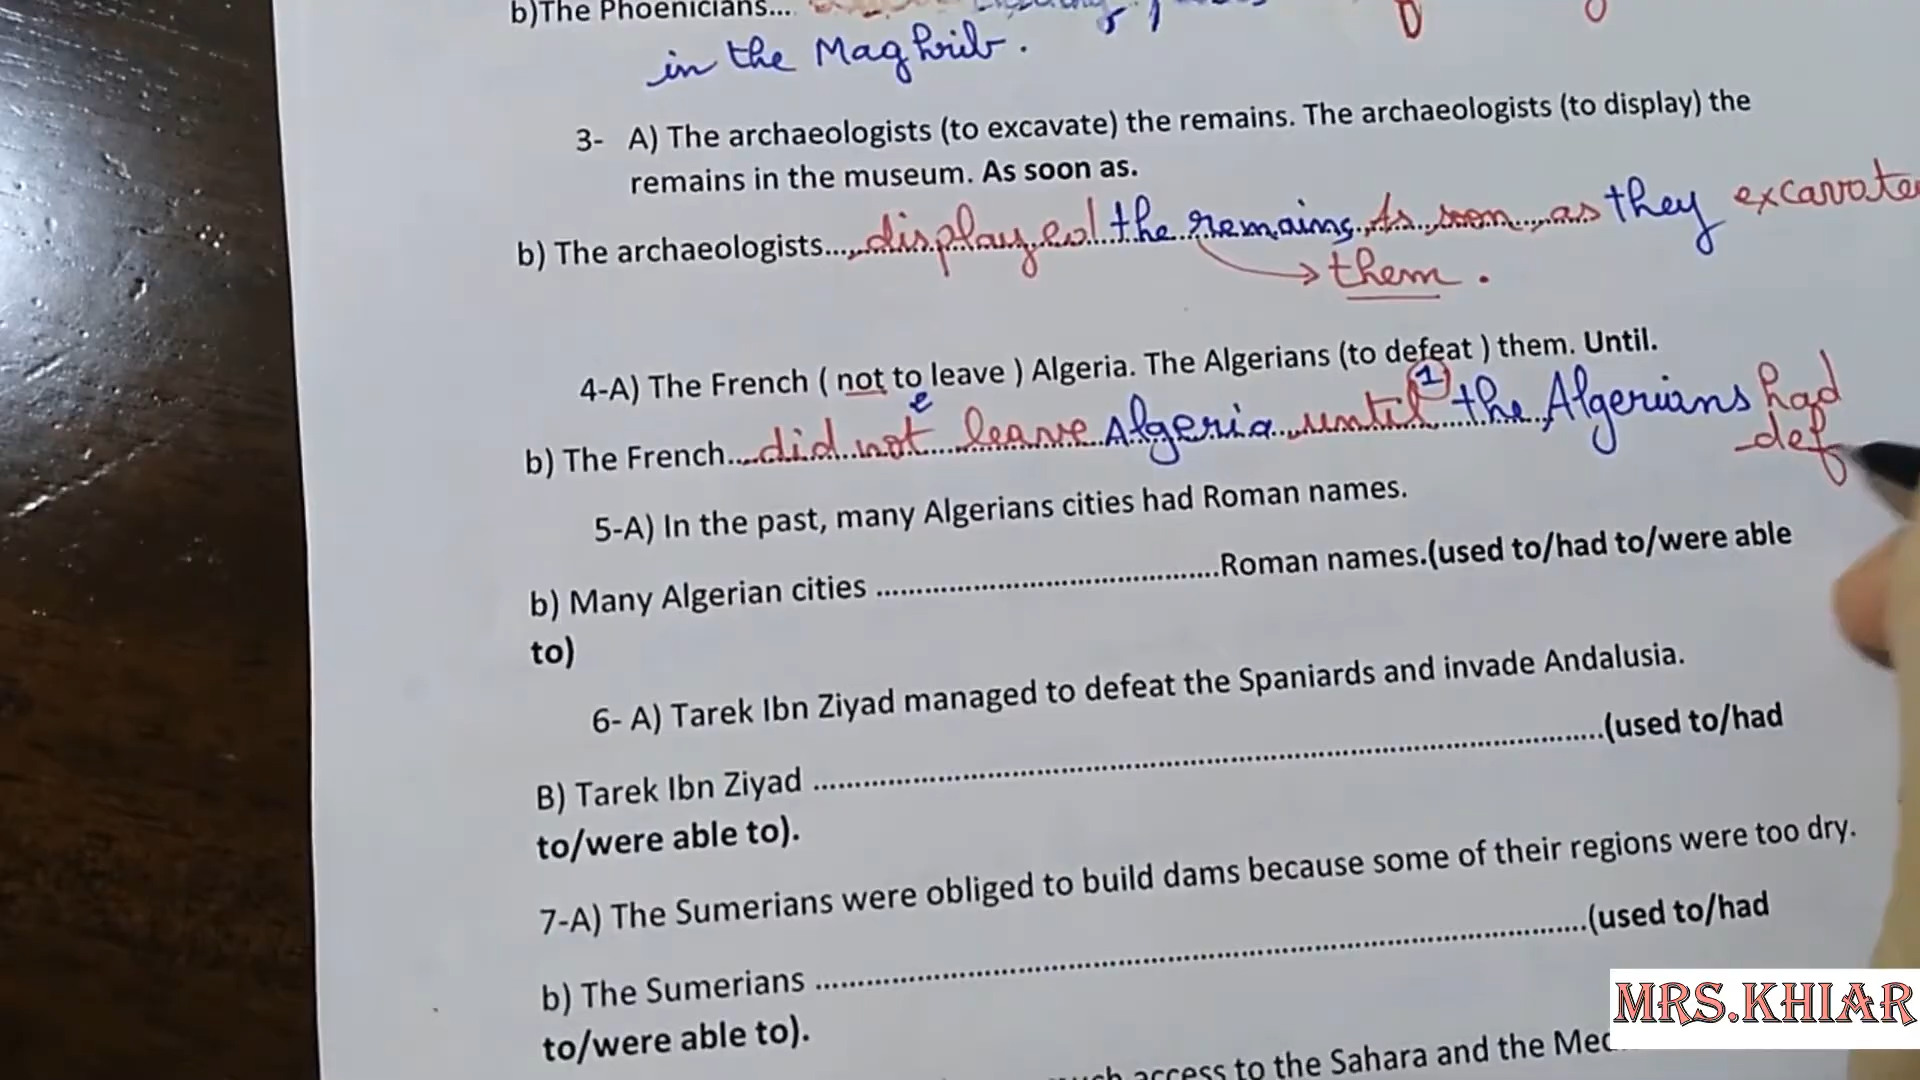 b)The Phoenicians...
in the Maghrib.
3- A) The archaeologists (to excavate) the remains. The archaeologists (to display) the
remains in the museum. As soon as.
b) The archaeologists.... displayed the remains As soon as they excavate
them.
4-A) The French ( not to leave ) Algeria. The Algerians (to defeat ) them. Until.
b) The French.... did not leave Algeria until 1 the Algerians had
def
5-A) In the past, many Algerians cities had Roman names.
b) Many Algerian cities ........................................Roman names.(used to/had to/were able
to)
6- A) Tarek Ibn Ziyad managed to defeat the Spaniards and invade Andalusia.
B) Tarek Ibn Ziyad ..........................................................................................(used to/had
to/were able to).
7-A) The Sumerians were obliged to build dams because some of their regions were too dry.
b) The Sumerians ........................................................................................(used to/had
to/were able to).
access to the Sahara and the Med
MRS.KHIAR